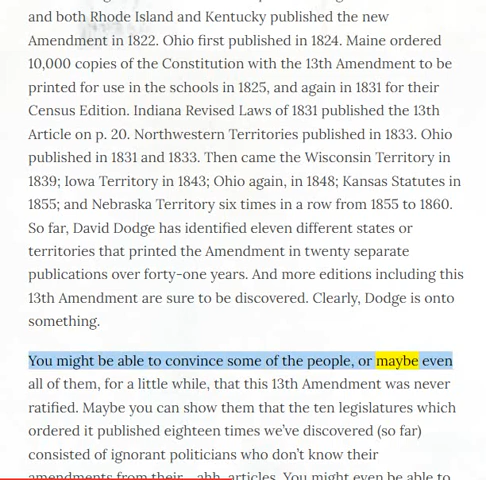 and both Rhode Island and Kentucky published the new
Amendment in 1822. Ohio first published in 1824. Maine ordered
10,000 copies of the Constitution with the 13th Amendment to be
printed for use in the schools in 1825, and again in 1831 for their
Census Edition. Indiana Revised Laws of 1831 published the 13th
Article on p. 20. Northwestern Territories published in 1833. Ohio
published in 1831 and 1833. Then came the Wisconsin Territory in
1839; Iowa Territory in 1843; Ohio again, in 1848; Kansas Statutes in
1855; and Nebraska Territory six times in a row from 1855 to 1860.
So far, David Dodge has identified eleven different states or
territories that printed the Amendment in twenty separate
publications over forty-one years. And more editions including this
13th Amendment are sure to be discovered. Clearly, Dodge is onto
something.
You might be able to convince some of the people, or maybe even
all of them, for a little while, that this 13th Amendment was never
ratified. Maybe you can show them that the ten legislatures which
ordered it published eighteen times we've discovered (so far)
consisted of ignorant politicians who don't know their
amendments from their ahh articles. You might even be able to